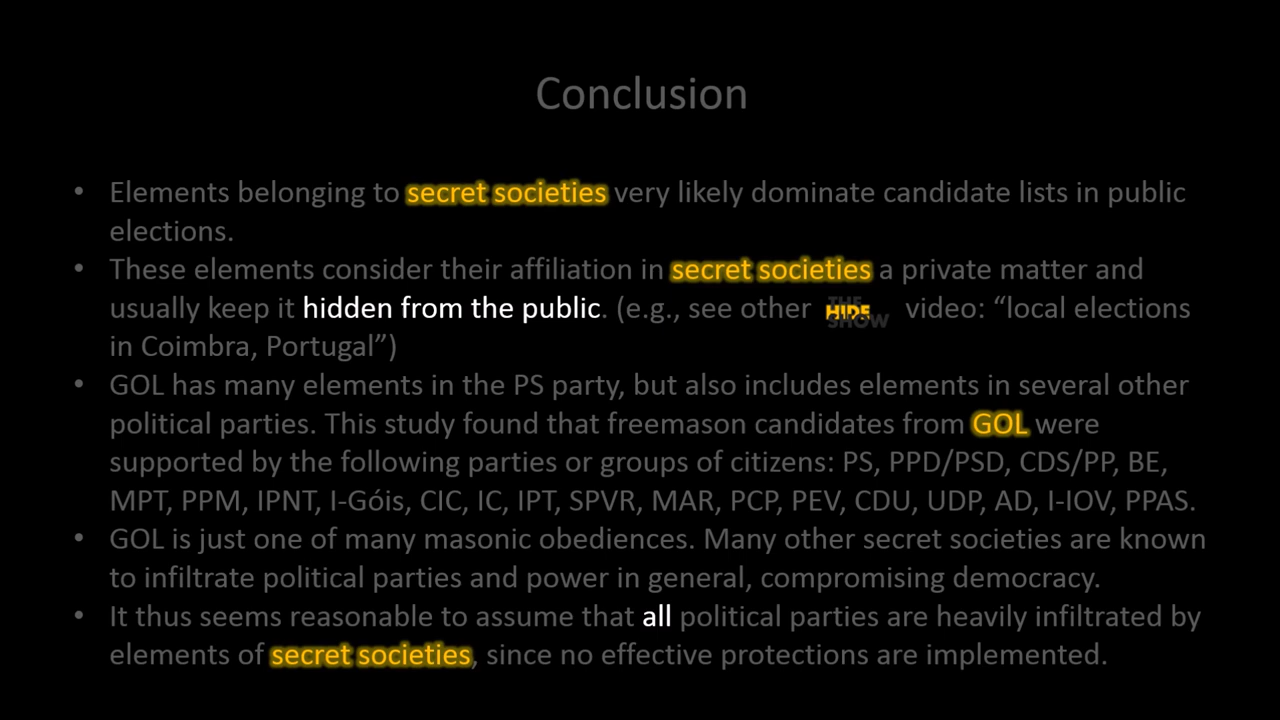 Conclusion
• Elements belonging to secret societies very likely dominate candidate lists in public
elections.
• These elements consider their affiliation in secret societies a private matter and
usually keep it hidden from the public. (e.g., see other THE HIDE SHOW video: “local elections
in Coimbra, Portugal”)
• GOL has many elements in the PS party, but also includes elements in several other
political parties. This study found that freemason candidates from GOL were
supported by the following parties or groups of citizens: PS, PPD/PSD, CDS/PP, BE,
MPT, PPM, IPNT, I-Góis, CIC, IC, IPT, SPVR, MAR, PCP, PEV, CDU, UDP, AD, I-IOV, PPAS.
• GOL is just one of many masonic obediences. Many other secret societies are known
to infiltrate political parties and power in general, compromising democracy.
• It thus seems reasonable to assume that all political parties are heavily infiltrated by
elements of secret societies, since no effective protections are implemented.